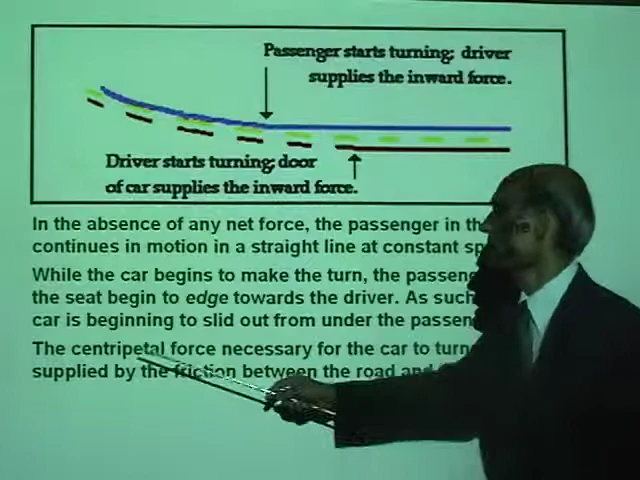 Passenger starts turning; driver
supplies the inward force.
Driver starts turning; door
of car supplies the inward force.
In the absence of any net force, the passenger in
continues in motion in a straight line at constant
While the car begins to make the turn, the
the seat begin to edge towards the driver. As such
car is beginning to slid out from under the
The centripetal force necessary for the car to turn
supplied by the friction between the road and